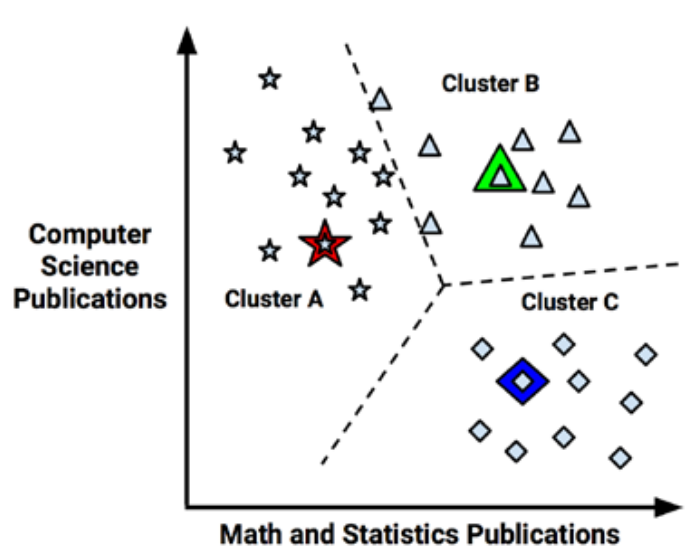 Cluster B
Computer
Science
Publications
Cluster A
Cluster C
Math and Statistics Publications